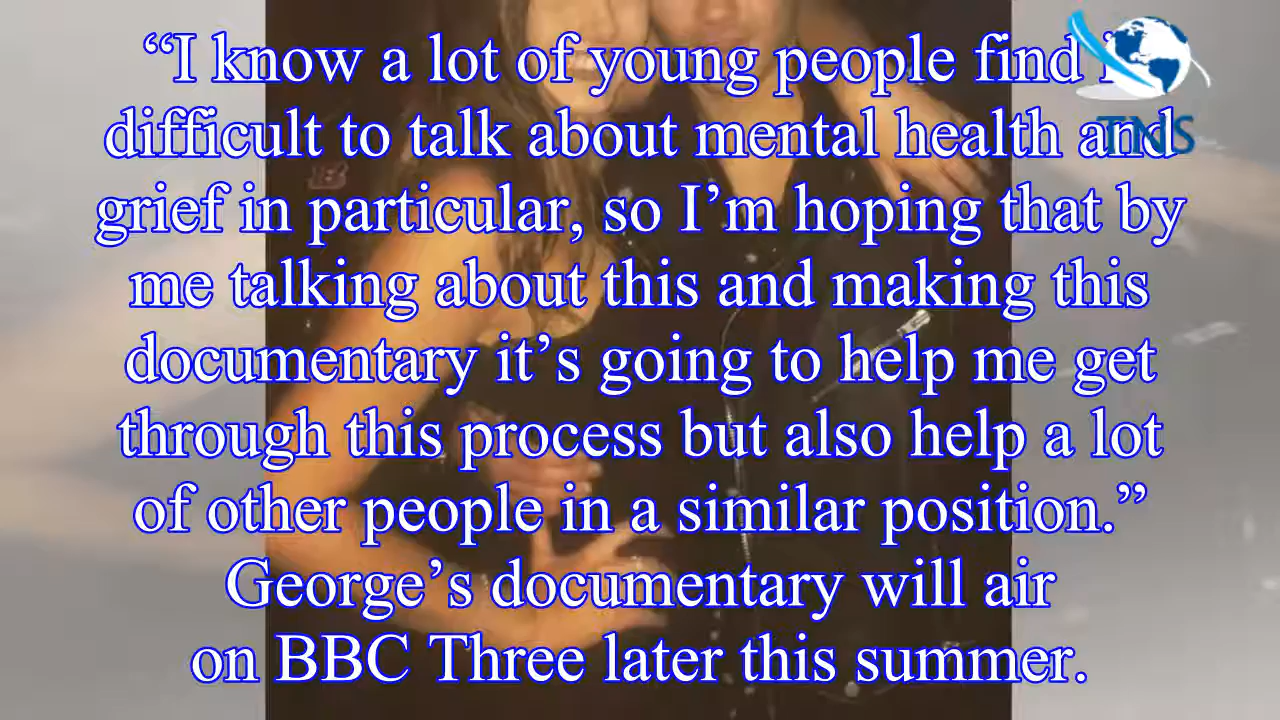 “I know a lot of young people find
difficult to talk about mental health and
grief in particular, so I’m hoping that by
me talking about this and making this
documentary it’s going to help me get
through this process but also help a lot
of other people in a similar position.”
George’s documentary will air
on BBC Three later this summer.
TNS